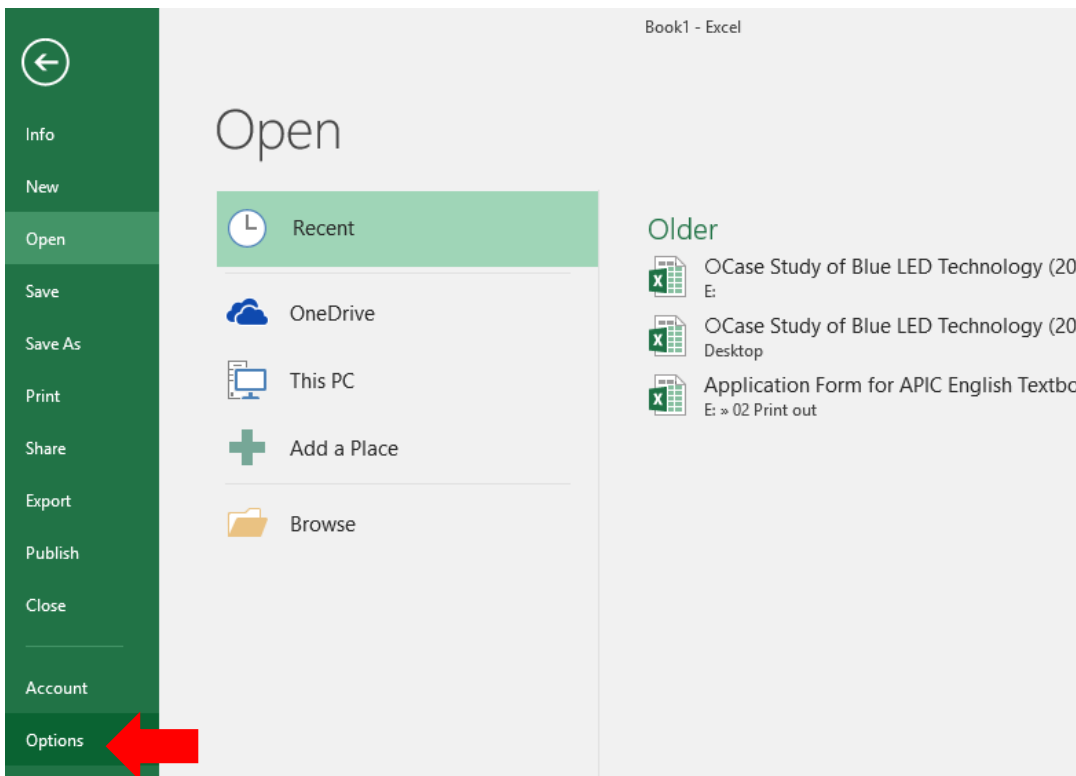 Book1 - Excel
Info
New
Open
Save
Save As
Print
Share
Export
Publish
Close
Account
Options
Open
Recent
OneDrive
This PC
Add a Place
Browse
Older
OCase Study of Blue LED Technology (20
E:
OCase Study of Blue LED Technology (20
Desktop
Application Form for APIC English Textbo
E: » 02 Print out